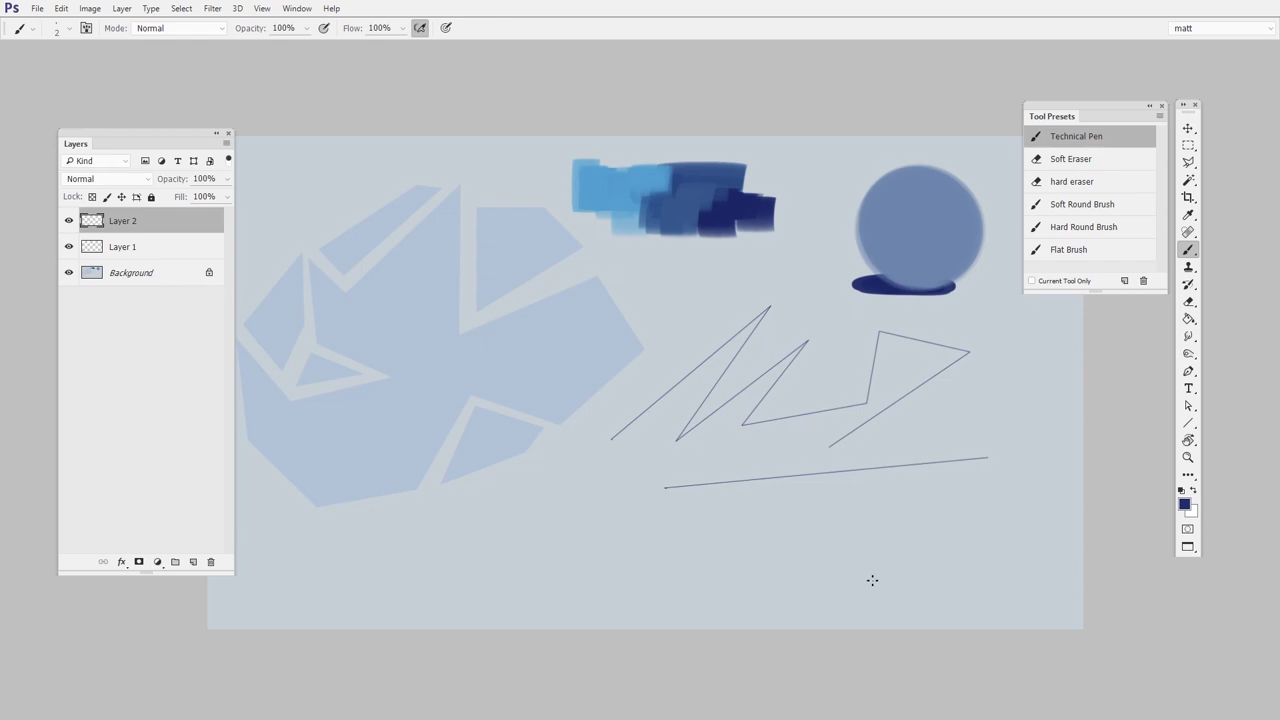 Ps File Edit Image Layer Type Select Filter 3D View Window Help
2 Mode: Normal Opacity: 100% Flow: 100% matt
Layers
Kind
Normal Opacity: 100%
Lock: Fill: 100%
Layer 2
Layer 1
Background
Tool Presets
Technical Pen
Soft Eraser
hard eraser
Soft Round Brush
Hard Round Brush
Flat Brush
Current Tool Only